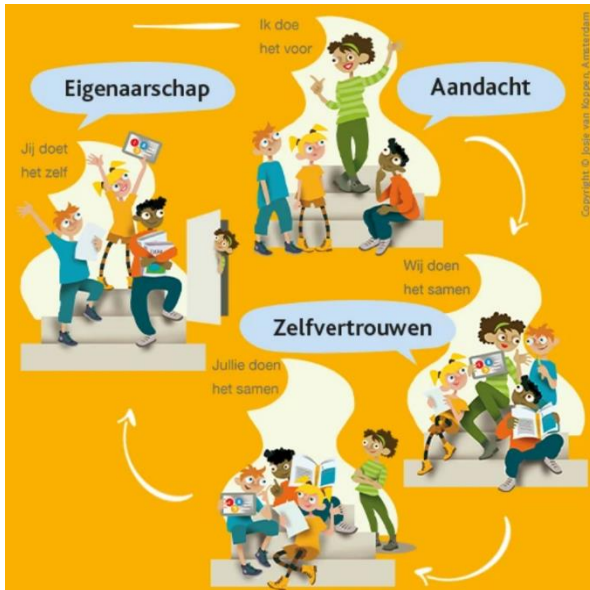 Ik doe
het voor
Aandacht
Eigenaarschap
Jij doet
het zelf
Wij doen
het samen
Zelfvertrouwen
Jullie doen
het samen
Copyright © Josje van Koppen, Amsterdam